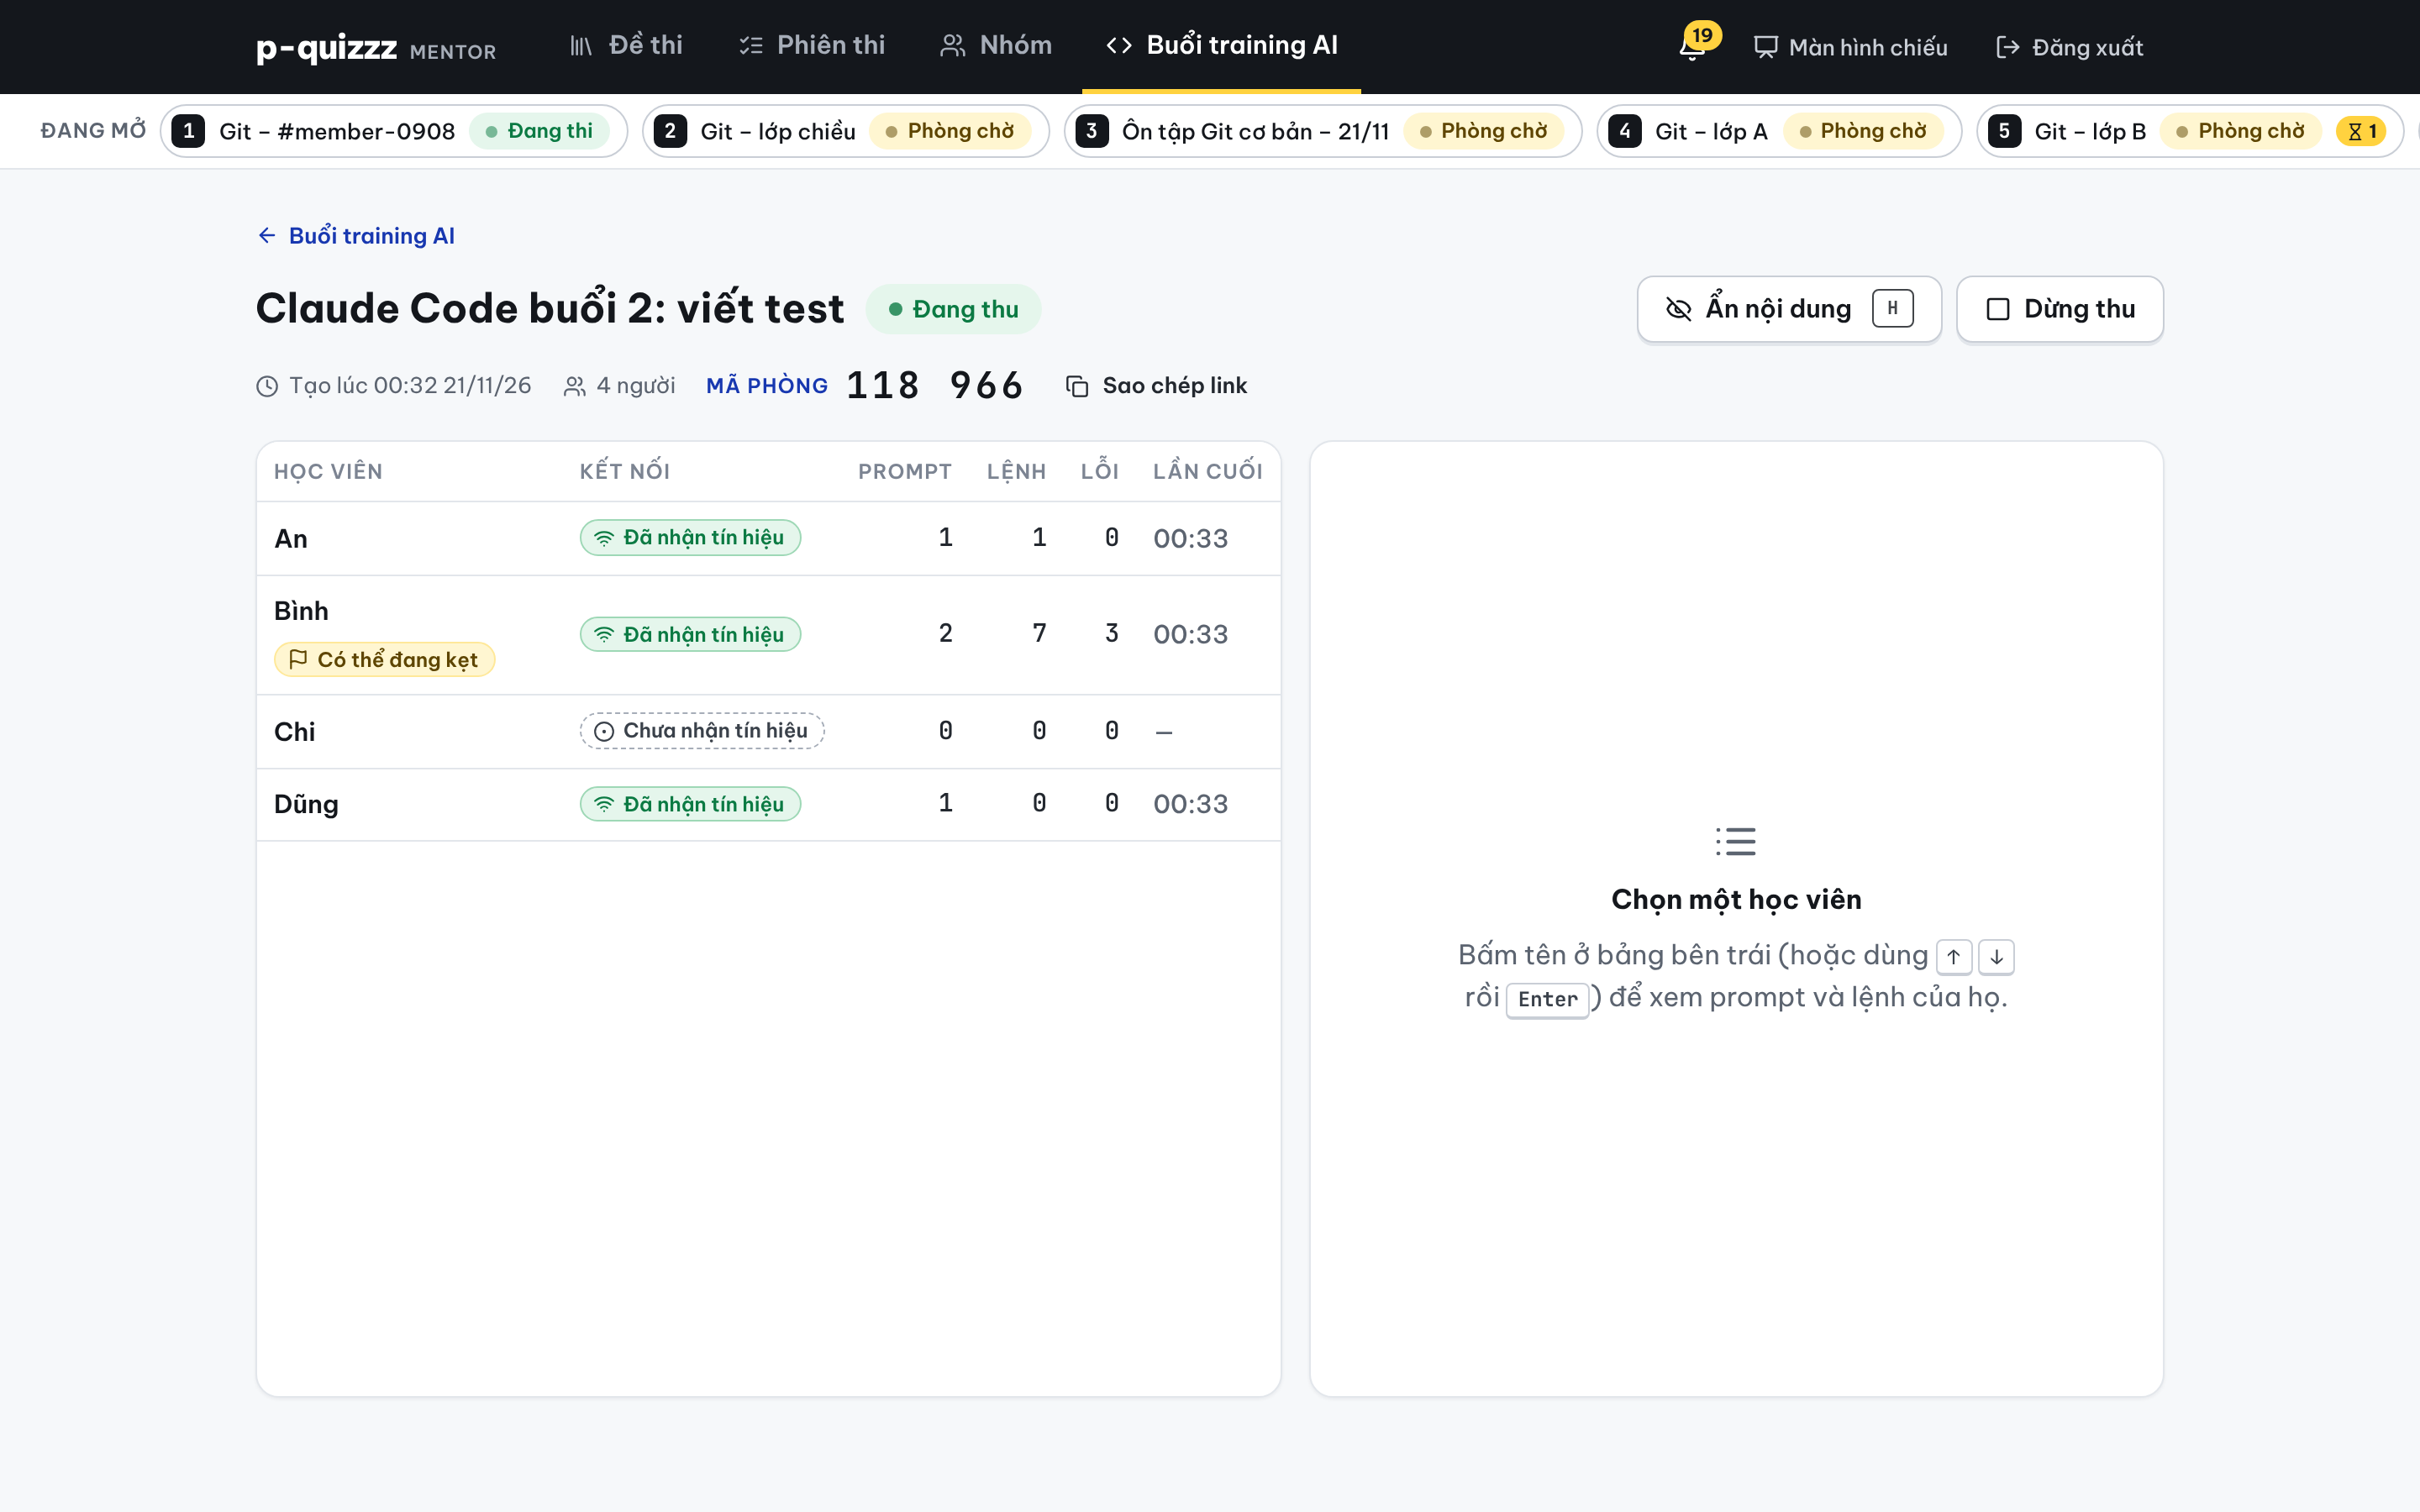 p-quizzz MENTOR Đề thi Phiên thi Nhóm Buổi training AI 19 Màn hình chiếu Đăng xuất
ĐANG MỞ 1 Git – #member-0908 Đang thi 2 Git – lớp chiều Phòng chờ 3 Ôn tập Git cơ bản – 21/11 Phòng chờ 4 Git – lớp A Phòng chờ 5 Git – lớp B Phòng chờ 1
← Buổi training AI
Claude Code buổi 2: viết test Đang thu Ẩn nội dung H Dừng thu
Tạo lúc 00:32 21/11/26 4 người MÃ PHÒNG 118 966 Sao chép link
HỌC VIÊN KẾT NỐI PROMPT LỆNH LỖI LẦN CUỐI
An Đã nhận tín hiệu 1 1 0 00:33
Bình Đã nhận tín hiệu 2 7 3 00:33
Có thể đang kẹt
Chi Chưa nhận tín hiệu 0 0 0 –
Dũng Đã nhận tín hiệu 1 0 0 00:33
Chọn một học viên
Bấm tên ở bảng bên trái (hoặc dùng ↑ ↓
rồi Enter) để xem prompt và lệnh của họ.